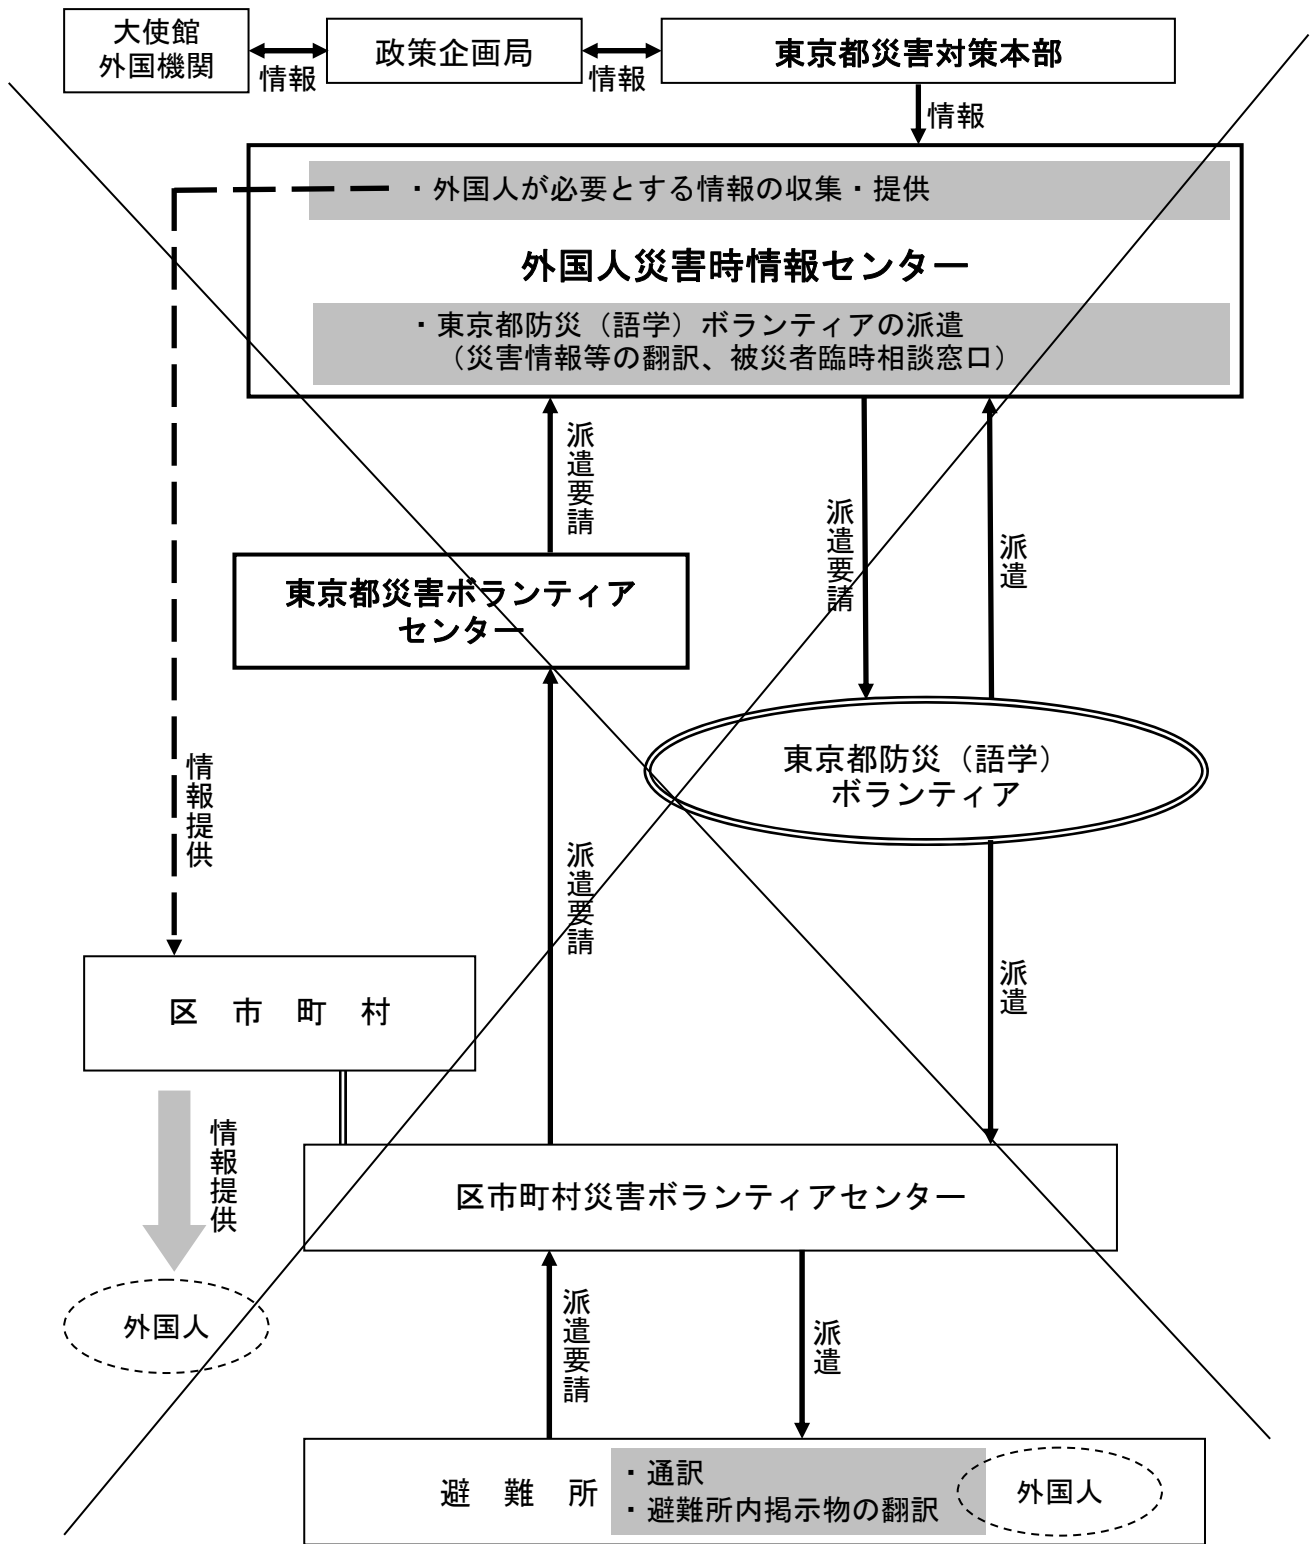 大使館
外国機関
情報
政策企画局
情報
東京都災害対策本部
情報
・外国人が必要とする情報の収集・提供
外国人災害時情報センター
・東京都防災（語学）ボランティアの派遣
（災害情報等の翻訳、被災者臨時相談窓口）
派遣要請
派遣要請
派遣
東京都災害ボランティア
センター
東京都防災（語学）
ボランティア
情報提供
派遣要請
派遣
区　市　町　村
情報提供
区市町村災害ボランティアセンター
外国人
派遣要請
派遣
避　難　所
・通訳
・避難所内掲示物の翻訳
外国人